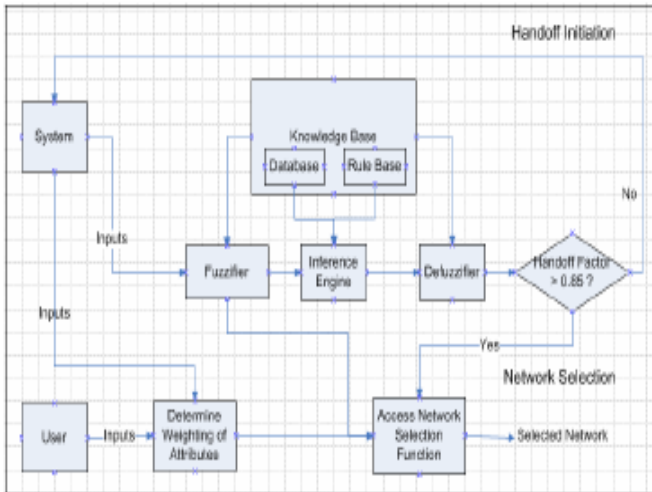 Handoff Initiation
System
Knowledge Base
Database
Rule Base
No
Inputs
Fuzzifier
Inference
Engine
Defuzzifier
Handoff Factor
> 0.85 ?
Inputs
Yes
Network Selection
User
Inputs
Determine
Weighting of
Attributes
Access Network
Selection
Function
Selected Network